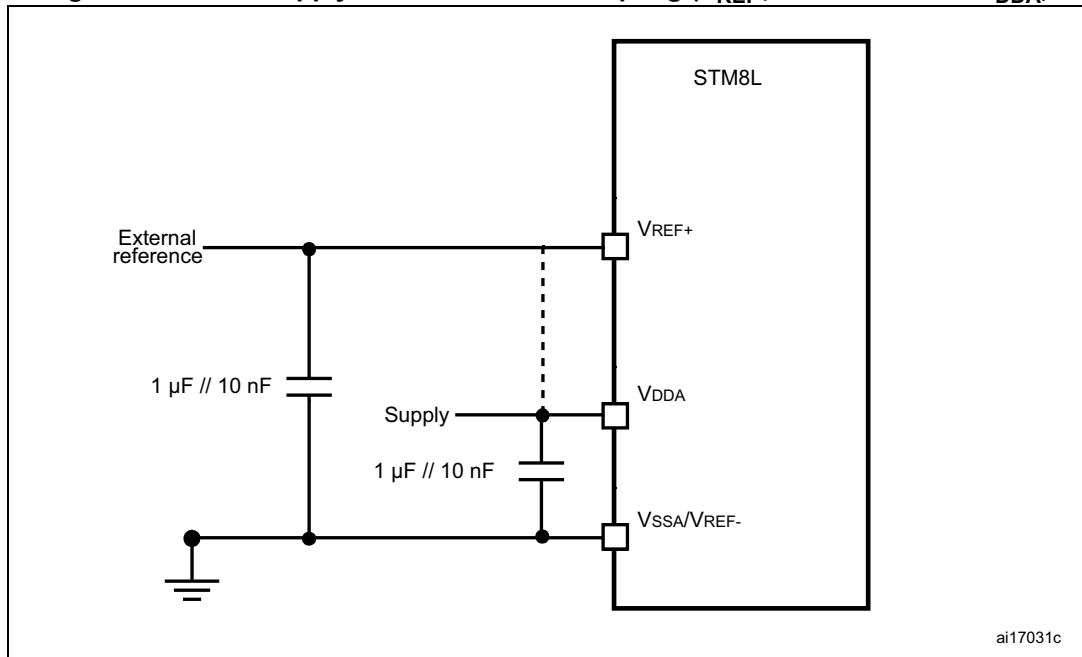 STM8L
VREF+
External
reference
1 µF // 10 nF
VDDA
Supply
1 µF // 10 nF
VSSA/VREF-
ai17031c